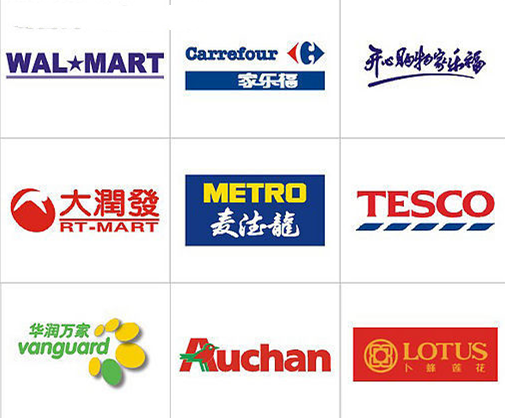 WAL★MART
Carrefour
家乐福
开心购物家乐福
大潤發
RT-MART
METRO
麦德龍
TESCO
华润万家
vanguard
Auchan
LOTUS
卜蜂莲花